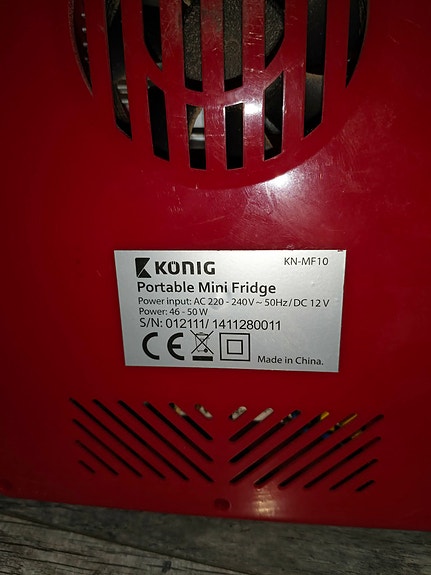 KÖNIG KN-MF10
Portable Mini Fridge
Power input: AC 220 - 240V ~ 50Hz/DC 12 V
Power: 46 - 50 W
S/N: 012111/ 1411280011
CE Made in China.